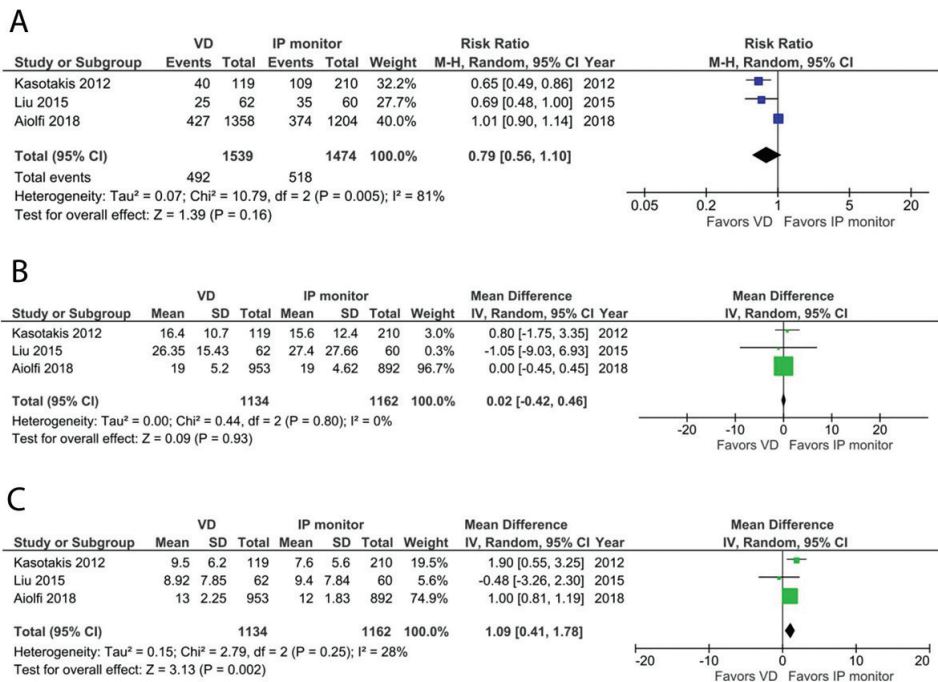 A
VD IP monitor Risk Ratio Risk Ratio
Study or Subgroup Events Total Events Total Weight M-H, Random, 95% CI Year M-H, Random, 95% CI
Kasotakis 2012 40 119 109 210 32.2% 0.65 [0.49, 0.86] 2012
Liu 2015 25 62 35 60 27.7% 0.69 [0.48, 1.00] 2015
Aiolfi 2018 427 1358 374 1204 40.0% 1.01 [0.90, 1.14] 2018
Total (95% CI) 1539 1474 100.0% 0.79 [0.56, 1.10]
Total events 492 518
Heterogeneity: Tau² = 0.07; Chi² = 10.79, df = 2 (P = 0.005); I² = 81%
Test for overall effect: Z = 1.39 (P = 0.16)
0.05 0.2 1 5 20
Favors VD Favors IP monitor
B
VD IP monitor Mean Difference Mean Difference
Study or Subgroup Mean SD Total Mean SD Total Weight IV, Random, 95% CI Year IV, Random, 95% CI
Kasotakis 2012 16.4 10.7 119 15.6 12.4 210 3.0% 0.80 [-1.75, 3.35] 2012
Liu 2015 26.35 15.43 62 27.4 27.66 60 0.3% -1.05 [-9.03, 6.93] 2015
Aiolfi 2018 19 5.2 953 19 4.62 892 96.7% 0.00 [-0.45, 0.45] 2018
Total (95% CI) 1134 1162 100.0% 0.02 [-0.42, 0.46]
Heterogeneity: Tau² = 0.00; Chi² = 0.44, df = 2 (P = 0.80); I² = 0%
Test for overall effect: Z = 0.09 (P = 0.93)
-20 -10 0 10 20
Favors VD Favors IP monitor
C
VD IP monitor Mean Difference Mean Difference
Study or Subgroup Mean SD Total Mean SD Total Weight IV, Random, 95% CI Year IV, Random, 95% CI
Kasotakis 2012 9.5 6.2 119 7.6 5.6 210 19.5% 1.90 [0.55, 3.25] 2012
Liu 2015 8.92 7.85 62 9.4 7.84 60 5.6% -0.48 [-3.26, 2.30] 2015
Aiolfi 2018 13 2.25 953 12 1.83 892 74.9% 1.00 [0.81, 1.19] 2018
Total (95% CI) 1134 1162 100.0% 1.09 [0.41, 1.78]
Heterogeneity: Tau² = 0.15; Chi² = 2.79, df = 2 (P = 0.25); I² = 28%
Test for overall effect: Z = 3.13 (P = 0.002)
-20 -10 0 10 20
Favors VD Favors IP monitor